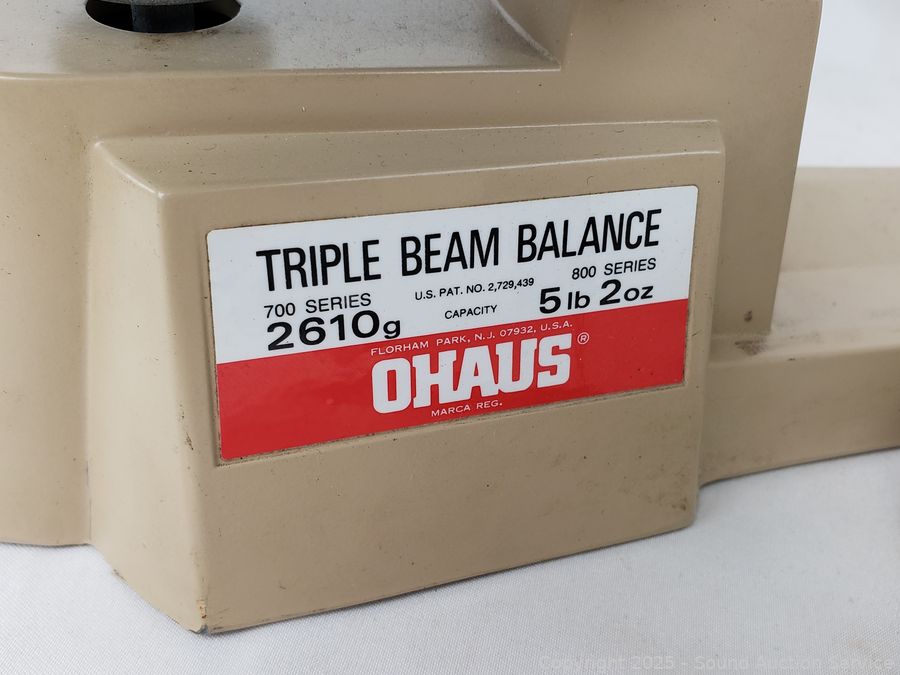 TRIPLE BEAM BALANCE
700 SERIES U.S. PAT. NO. 2,729,439 800 SERIES
2610g CAPACITY 5 lb 2 oz
FLORHAM PARK, N.J. 07932, U.S.A.
OHAUS®
MARCA REG.
Copyright 2025 - Sound Auction Service